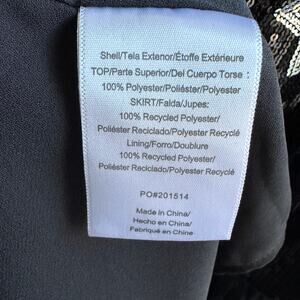 Shell/Tela Exterior/Étoffe Extérieure
TOP/Parte Superior/Del Cuerpo Torse :
100% Polyester/Poliéster/Polyester
SKIRT/Falda/Jupes:
100% Recycled Polyester/
Poliéster Reciclado/Polyester Recyclé
Lining/Forro/Doublure
100% Recycled Polyester/
Poliéster Reciclado/Polyester Recyclé
PO#201514
Made in China/
Hecho en China/
Fabriqué en Chine